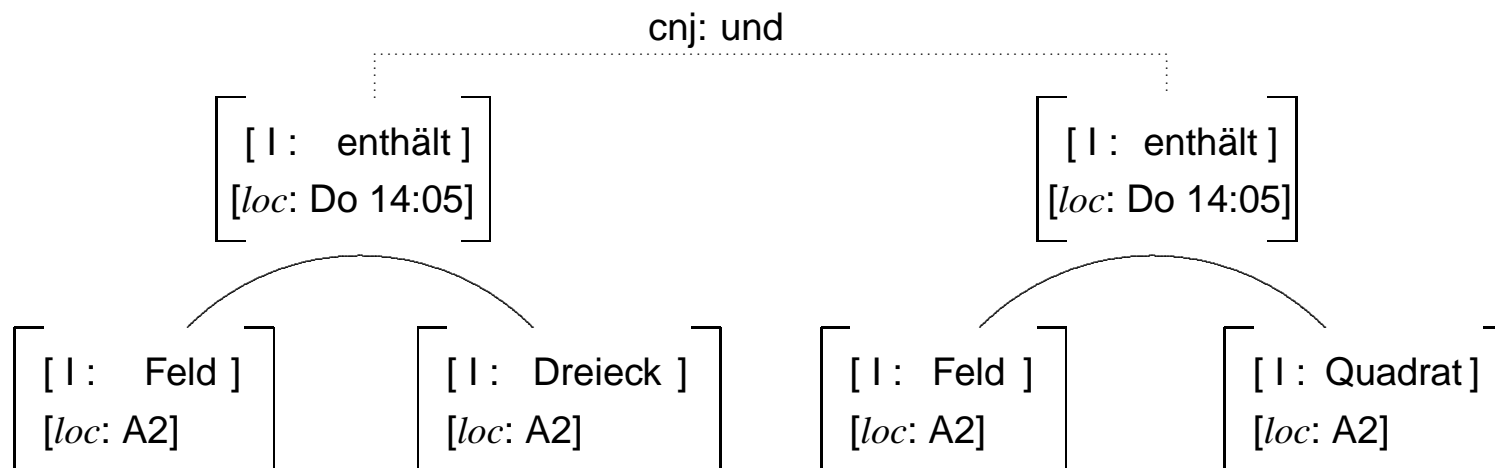 cnj: und
[ I : enthält ] [ I : enthält ]
[loc: Do 14:05] [loc: Do 14:05]
[ I : Feld ] [ I : Dreieck ] [ I : Feld ] [ I : Quadrat ]
[loc: A2] [loc: A2] [loc: A2] [loc: A2]